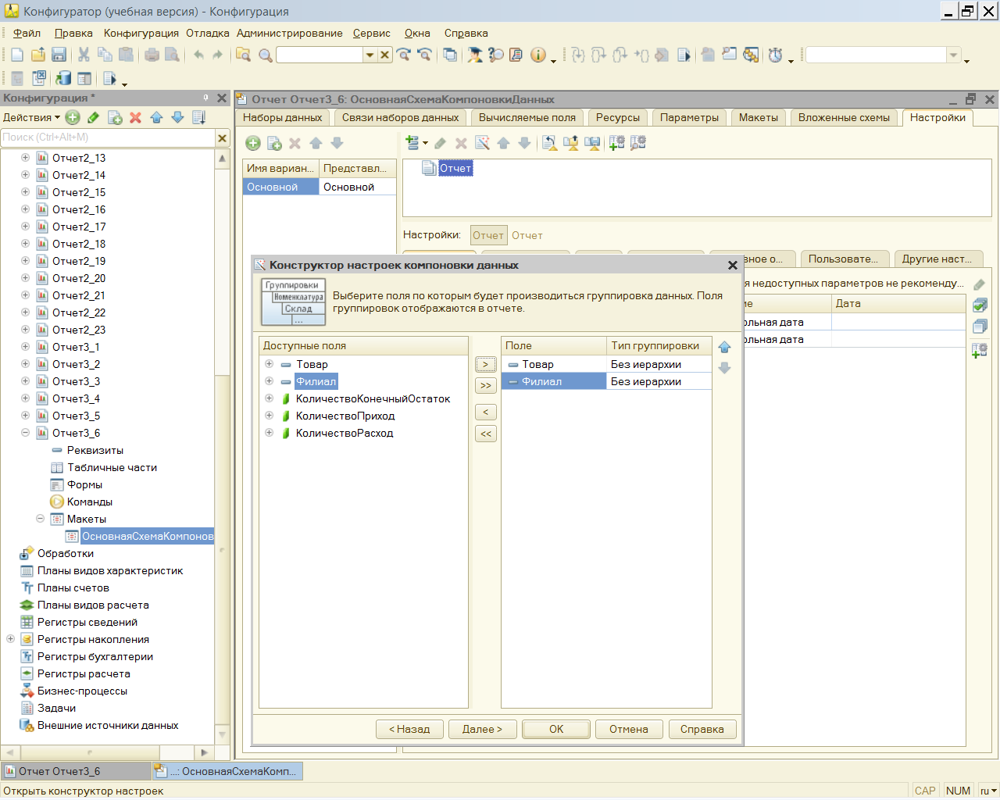 Конфигуратор (учебная версия) - Конфигурация
Файл Правка Конфигурация Отладка Администрирование Сервис Окна Справка
Конфигурация *
Действия
Поиск (Ctrl+Alt+M)
Отчет2_13
Отчет2_14
Отчет2_15
Отчет2_16
Отчет2_17
Отчет2_18
Отчет2_19
Отчет2_20
Отчет2_21
Отчет2_22
Отчет2_23
Отчет3_1
Отчет3_2
Отчет3_3
Отчет3_4
Отчет3_5
Отчет3_6
Реквизиты
Табличные части
Формы
Команды
Макеты
ОсновнаяСхемаКомпонов
Обработки
Планы видов характеристик
Планы счетов
Планы видов расчета
Регистры сведений
Регистры накопления
Регистры бухгалтерии
Регистры расчета
Бизнес-процессы
Задачи
Внешние источники данных
Отчет Отчет3_6: ОсновнаяСхемаКомпоновкиДанных
Наборы данных Связи наборов данных Вычисляемые поля Ресурсы Параметры Макеты Вложенные схемы Настройки
Имя вариан... Представл...
Основной Основной
Отчет
Настройки: Отчет Отчет
вное о... Пользовате... Другие наст...
я недоступных параметров не рекоменду...
ие Дата
ольная дата
ольная дата
Конструктор настроек компоновки данных
Группировки
Номенклатура
Склад
...
Выберите поля по которым будет производиться группировка данных. Поля
группировок отображаются в отчете.
Доступные поля
Товар
Филиал
КоличествоКонечныйОстаток
КоличествоПриход
КоличествоРасход
>
>>
<
<<
Поле Тип группировки
Товар Без иерархии
Филиал Без иерархии
< Назад Далее > OK Отмена Справка
Отчет Отчет3_6 ...: ОсновнаяСхемаКомп...
Открыть конструктор настроек CAP NUM ru